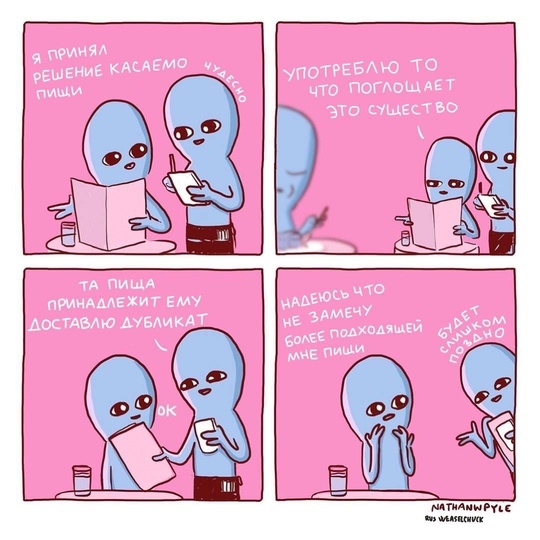 Я ПРИНЯЛ
РЕШЕНИЕ КАСАЕМО
ПИЩИ
ЧУДЕСНО
УПОТРЕБЛЮ ТО
ЧТО ПОГЛОЩАЕТ
ЭТО СУЩЕСТВО
ТА ПИЩА
ПРИНАДЛЕЖИТ ЕМУ
ДОСТАВЛЮ ДУБЛИКАТ
ОК
НАДЕЮСЬ ЧТО
НЕ ЗАМЕЧУ
БОЛЕЕ ПОДХОДЯЩЕЙ
МНЕ ПИЩИ
БУДЕТ
СЛИШКОМ
ПОЗДНО
NATHANWPYLE
RUS WEASELCHUCK